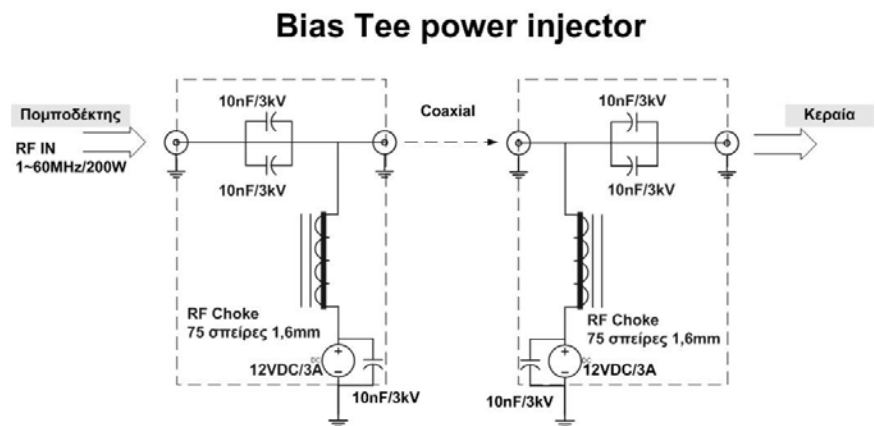 Bias Tee power injector
Πομποδέκτης
RF IN
1~60MHz/200W
10nF/3kV
10nF/3kV
Coaxial
10nF/3kV
10nF/3kV
Κεραία
RF Choke
75 σπείρες 1,6mm
DC
12VDC/3A
10nF/3kV
RF Choke
75 σπείρες 1,6mm
DC
12VDC/3A
10nF/3kV